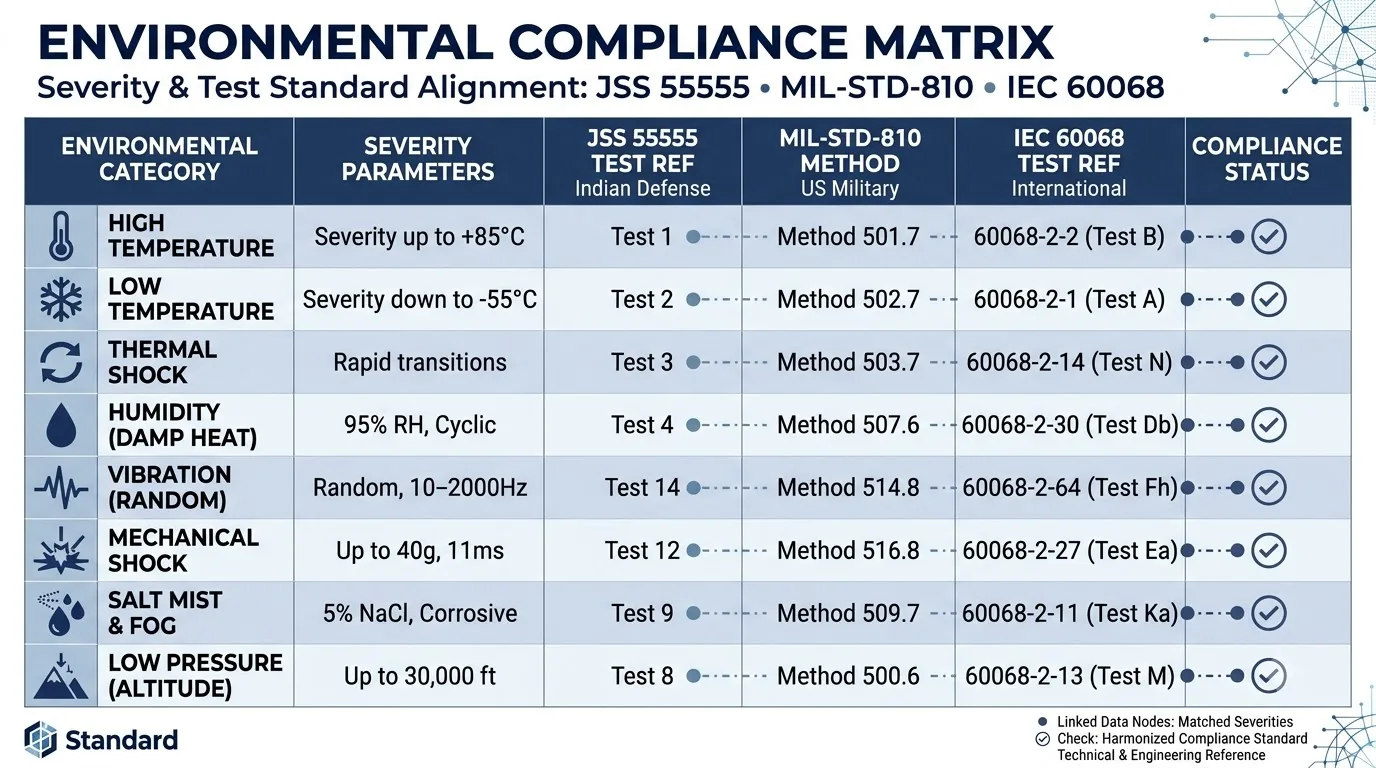 ENVIRONMENTAL COMPLIANCE MATRIX
Severity & Test Standard Alignment: JSS 55555 • MIL-STD-810 • IEC 60068
ENVIRONMENTAL
CATEGORY
SEVERITY
PARAMETERS
JSS 55555
TEST REF
Indian Defense
MIL-STD-810
METHOD
US Military
IEC 60068
TEST REF
International
COMPLIANCE
STATUS
HIGH
TEMPERATURE
Severity up to +85°C
Test 1
Method 501.7
60068-2-2 (Test B)
LOW
TEMPERATURE
Severity down to -55°C
Test 2
Method 502.7
60068-2-1 (Test A)
THERMAL
SHOCK
Rapid transitions
Test 3
Method 503.7
60068-2-14 (Test N)
HUMIDITY
(DAMP HEAT)
95% RH, Cyclic
Test 4
Method 507.6
60068-2-30 (Test Db)
VIBRATION
(RANDOM)
Random, 10–2000Hz
Test 14
Method 514.8
60068-2-64 (Test Fh)
MECHANICAL
SHOCK
Up to 40g, 11ms
Test 12
Method 516.8
60068-2-27 (Test Ea)
SALT MIST
& FOG
5% NaCl, Corrosive
Test 9
Method 509.7
60068-2-11 (Test Ka)
LOW PRESSURE
(ALTITUDE)
Up to 30,000 ft
Test 8
Method 500.6
60068-2-13 (Test M)
Standard
Linked Data Nodes: Matched Severities
Check: Harmonized Compliance Standard
Technical & Engineering Reference